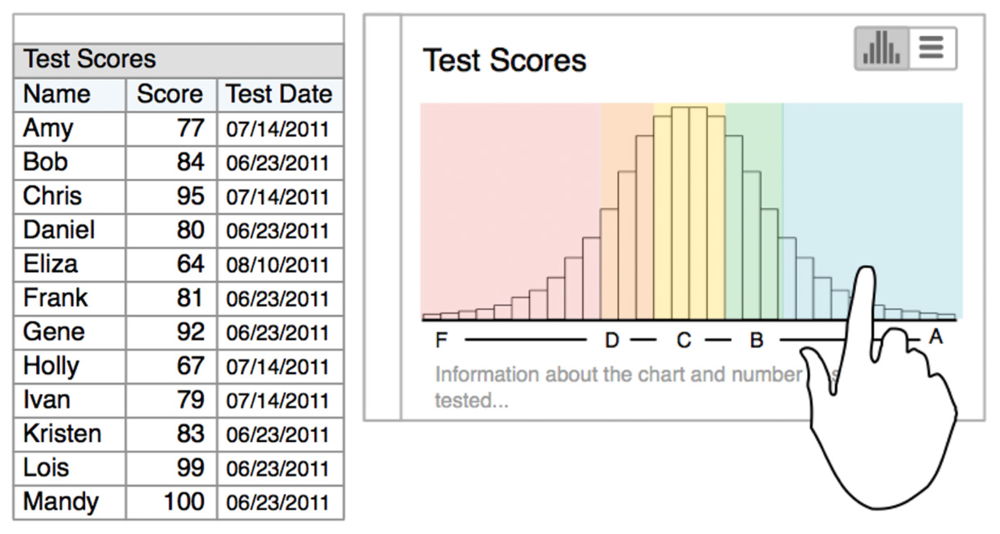 Test Scores
Name Score Test Date
Amy 77 07/14/2011
Bob 84 06/23/2011
Chris 95 07/14/2011
Daniel 80 06/23/2011
Eliza 64 08/10/2011
Frank 81 06/23/2011
Gene 92 06/23/2011
Holly 67 07/14/2011
Ivan 79 07/14/2011
Kristen 83 06/23/2011
Lois 99 06/23/2011
Mandy 100 06/23/2011
Test Scores
F D C B A
Information about the chart and number
tested...